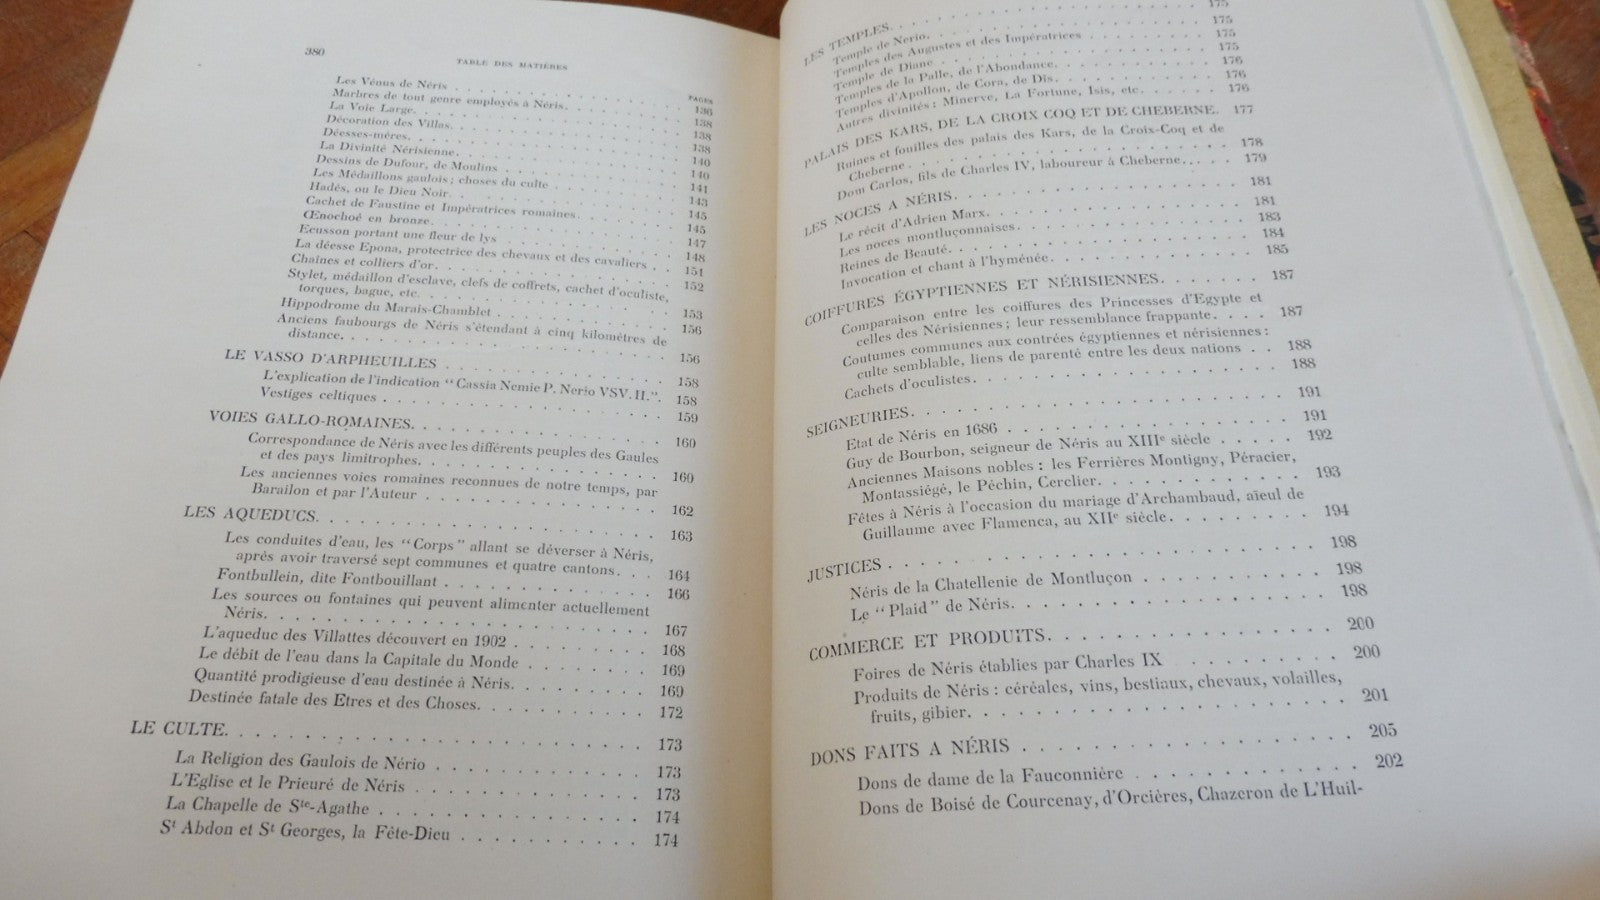 380
TABLE DES MATIÈRES
PAGES
Les Vénus de Néris . . . 136
Marbres de tout genre employés à Néris. . . . 138
La Voie Large. . . . 138
Décoration des Villas. . . . 138
Déesses-mères. . . . 140
La Divinité Nérisienne. . . . 140
Dessins de Dufour, de Moulins . . . 141
Les Médaillons gaulois; choses du culte . . . 143
Hadès, ou le Dieu Noir. . . . 145
Cachet de Faustine et Impératrices romaines. . . . 145
Œnochoé en bronze. . . . 147
Ecusson portant une fleur de lys . . . 148
La déesse Epona, protectrice des chevaux et des cavaliers . . 151
Chaînes et colliers d'or. . . . 152
Stylet, médaillon d'esclave, clefs de coffrets, cachet d'oculiste,
torques, bague, etc. . . . 153
Hippodrome du Marais-Chamblet . . . 156
Anciens faubourgs de Néris s'étendant à cinq kilomètres de
distance. . . . 156
LE VASSO D'ARPHEUILLES . . . 158
L'explication de l'indication "Cassia Nemie P. Nerio VSV. II.". 158
Vestiges celtiques . . . 159
VOIES GALLO-ROMAINES. . . . 160
Correspondance de Néris avec les différents peuples des Gaules
et des pays limitrophes. . . . 160
Les anciennes voies romaines reconnues de notre temps, par
Barailon et par l'Auteur . . . 162
LES AQUEDUCS. . . . 163
Les conduites d'eau, les "Corps" allant se déverser à Néris,
après avoir traversé sept communes et quatre cantons. . . . 164
Fontbullein, dite Fontbouillant . . . 166
Les sources ou fontaines qui peuvent alimenter actuellement
Néris. . . . 167
L'aqueduc des Villattes découvert en 1902 . . . 168
Le débit de l'eau dans la Capitale du Monde . . . 169
Quantité prodigieuse d'eau destinée à Néris. . . . 169
Destinée fatale des Etres et des Choses. . . . 172
LE CULTE. . . . 173
La Religion des Gaulois de Nério . . . 173
L'Eglise et le Prieuré de Néris . . . 173
La Chapelle de Ste-Agathe . . . 174
St Abdon et St Georges, la Fête-Dieu . . . 174
LES TEMPLES. . . . 175
Temple de Nerio. . . . 175
Temples des Augustes et des Impératrices . . . 175
Temple de Diane . . . 175
Temples de la Palle, de l'Abondance. . . . 176
Temples d'Apollon, de Cora, de Dis. . . . 176
Autres divinités: Minerve, La Fortune, Isis, etc. . . . 176
PALAIS DES KARS, DE LA CROIX COQ ET DE CHEBERNE. 177
Ruines et fouilles des palais des Kars, de la Croix-Coq et de
Cheberne . . . 178
Dom Carlos, fils de Charles IV, laboureur à Cheberne. . . . 179
LES NOCES A NÉRIS. . . . 181
Le récit d'Adrien Marx. . . . 181
Les noces montluçonnaises. . . . 183
Reines de Beauté. . . . 184
Invocation et chant à l'hyménée. . . . 185
COIFFURES ÉGYPTIENNES ET NÉRISIENNES. . . . 187
Comparaison entre les coiffures des Princesses d'Egypte et
celles des Nérisiennes; leur ressemblance frappante. . . . 187
Coutumes communes aux contrées égyptiennes et nérisiennes:
culte semblable, liens de parenté entre les deux nations . . 188
Cachets d'oculistes. . . . 188
SEIGNEURIES. . . . 191
Etat de Néris en 1686 . . . 191
Guy de Bourbon, seigneur de Néris au XIIIe siècle . . . 192
Anciennes Maisons nobles: les Ferrières Montigny, Péracier,
Montassiégé, le Péchin, Cerclier. . . . 193
Fêtes à Néris à l'occasion du mariage d'Archambaud, aïeul de
Guillaume avec Flamenca, au XIIe siècle. . . . 194
JUSTICES . . . 198
Néris de la Chatellenie de Montluçon . . . 198
Le "Plaid" de Néris. . . . 198
COMMERCE ET PRODUITS. . . . 200
Foires de Néris établies par Charles IX . . . 200
Produits de Néris: céréales, vins, bestiaux, chevaux, volailles,
fruits, gibier. . . . 201
DONS FAITS A NÉRIS . . . 205
Dons de dame de la Fauconnière . . . 202
Dons de Boisé de Courcenay, d'Orcières, Chazeron de L'Huil-